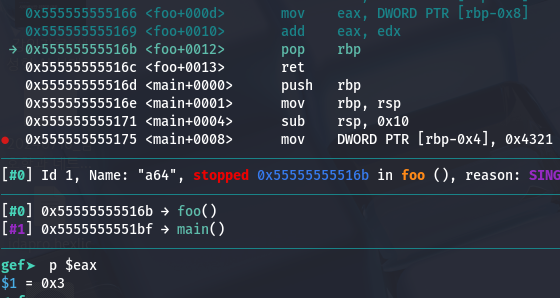 0x555555555166 <foo+000d> mov eax, DWORD PTR [rbp-0x8]
0x555555555169 <foo+0010> add eax, edx
→ 0x55555555516b <foo+0012> pop rbp
0x55555555516c <foo+0013> ret
0x55555555516d <main+0000> push rbp
0x55555555516e <main+0001> mov rbp, rsp
0x555555555171 <main+0004> sub rsp, 0x10
● 0x555555555175 <main+0008> mov DWORD PTR [rbp-0x4], 0x4321
[#0] Id 1, Name: "a64", stopped 0x55555555516b in foo (), reason: SING
[#0] 0x55555555516b → foo()
[#1] 0x5555555551bf → main()
gef➤ p $eax
$1 = 0x3